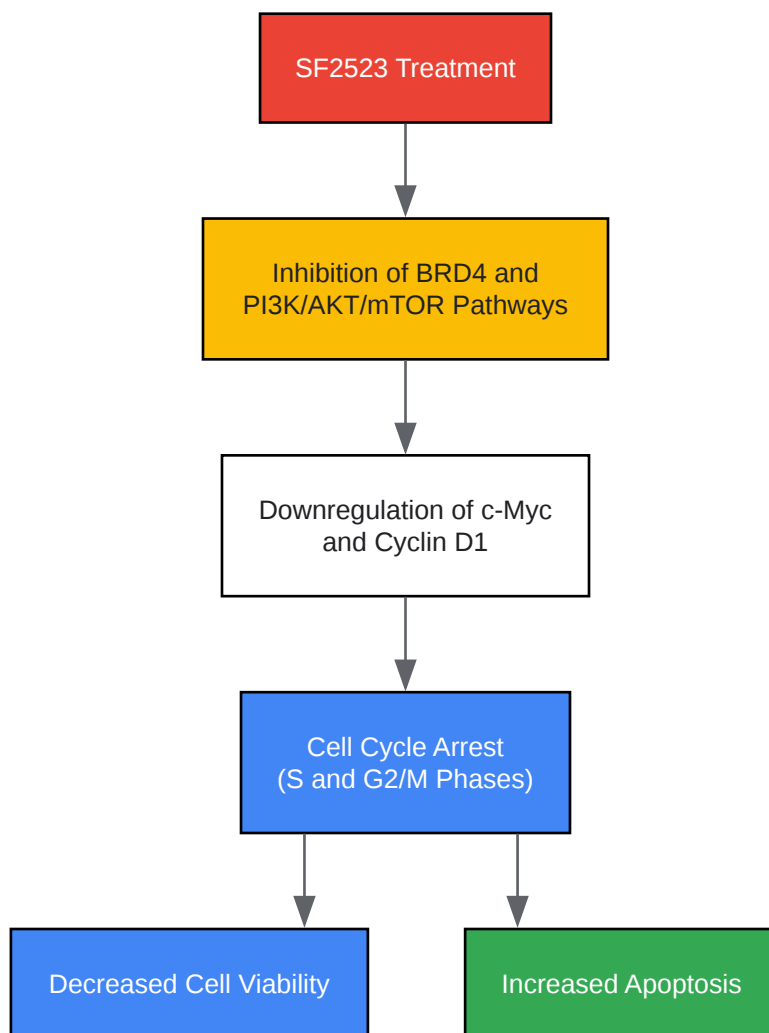 SF2523 Treatment
Inhibition of BRD4 and
PI3K/AKT/mTOR Pathways
Downregulation of c-Myc
and Cyclin D1
Cell Cycle Arrest
(S and G2/M Phases)
Decreased Cell Viability
Increased Apoptosis